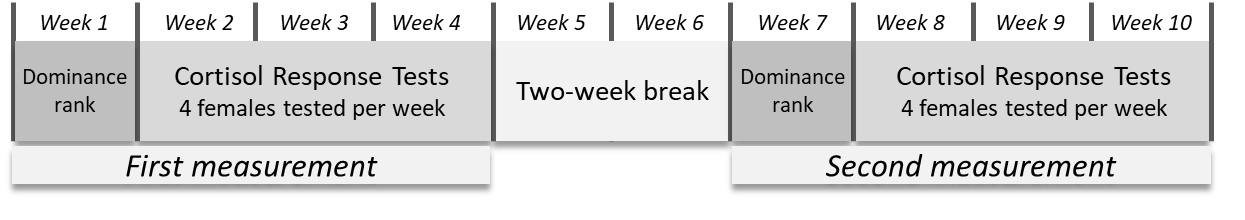 Week 1 Week 2 Week 3 Week 4 Week 5 Week 6 Week 7 Week 8 Week 9 Week 10
Dominance
rank
Cortisol Response Tests
4 females tested per week
Two-week break
Dominance
rank
Cortisol Response Tests
4 females tested per week
First measurement
Second measurement